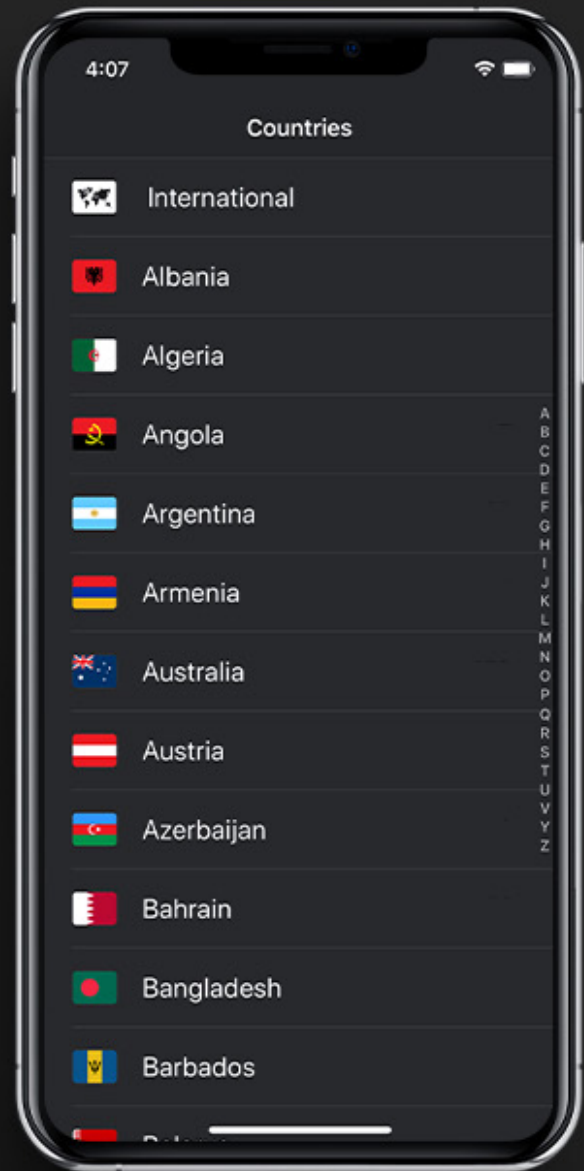 4:07
Countries
International
Albania
Algeria
Angola
Argentina
Armenia
Australia
Austria
Azerbaijan
Bahrain
Bangladesh
Barbados
A
B
C
D
E
F
G
H
I
J
K
L
M
N
O
P
Q
R
S
T
U
V
Y
Z